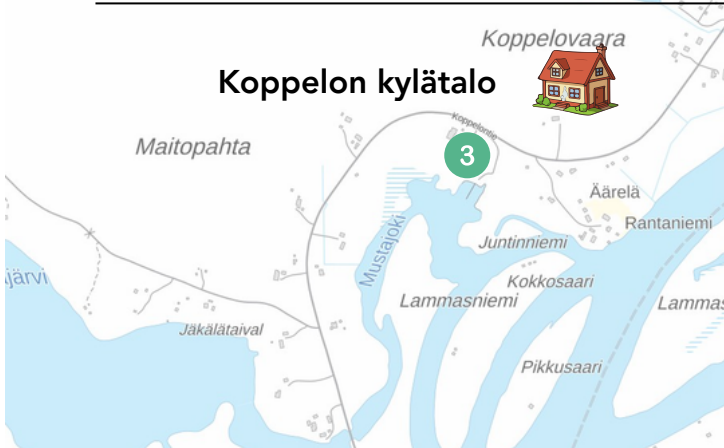 Koppelovaara
Koppelon kylätalo
Koppelontie
Maitopahta
3
Äärelä
Rantaniemi
Mustajoki
Juntinniemi
järvi
Kokkosaari
Lammasniemi
Lammas
Jäkälätaival
Pikkusaari